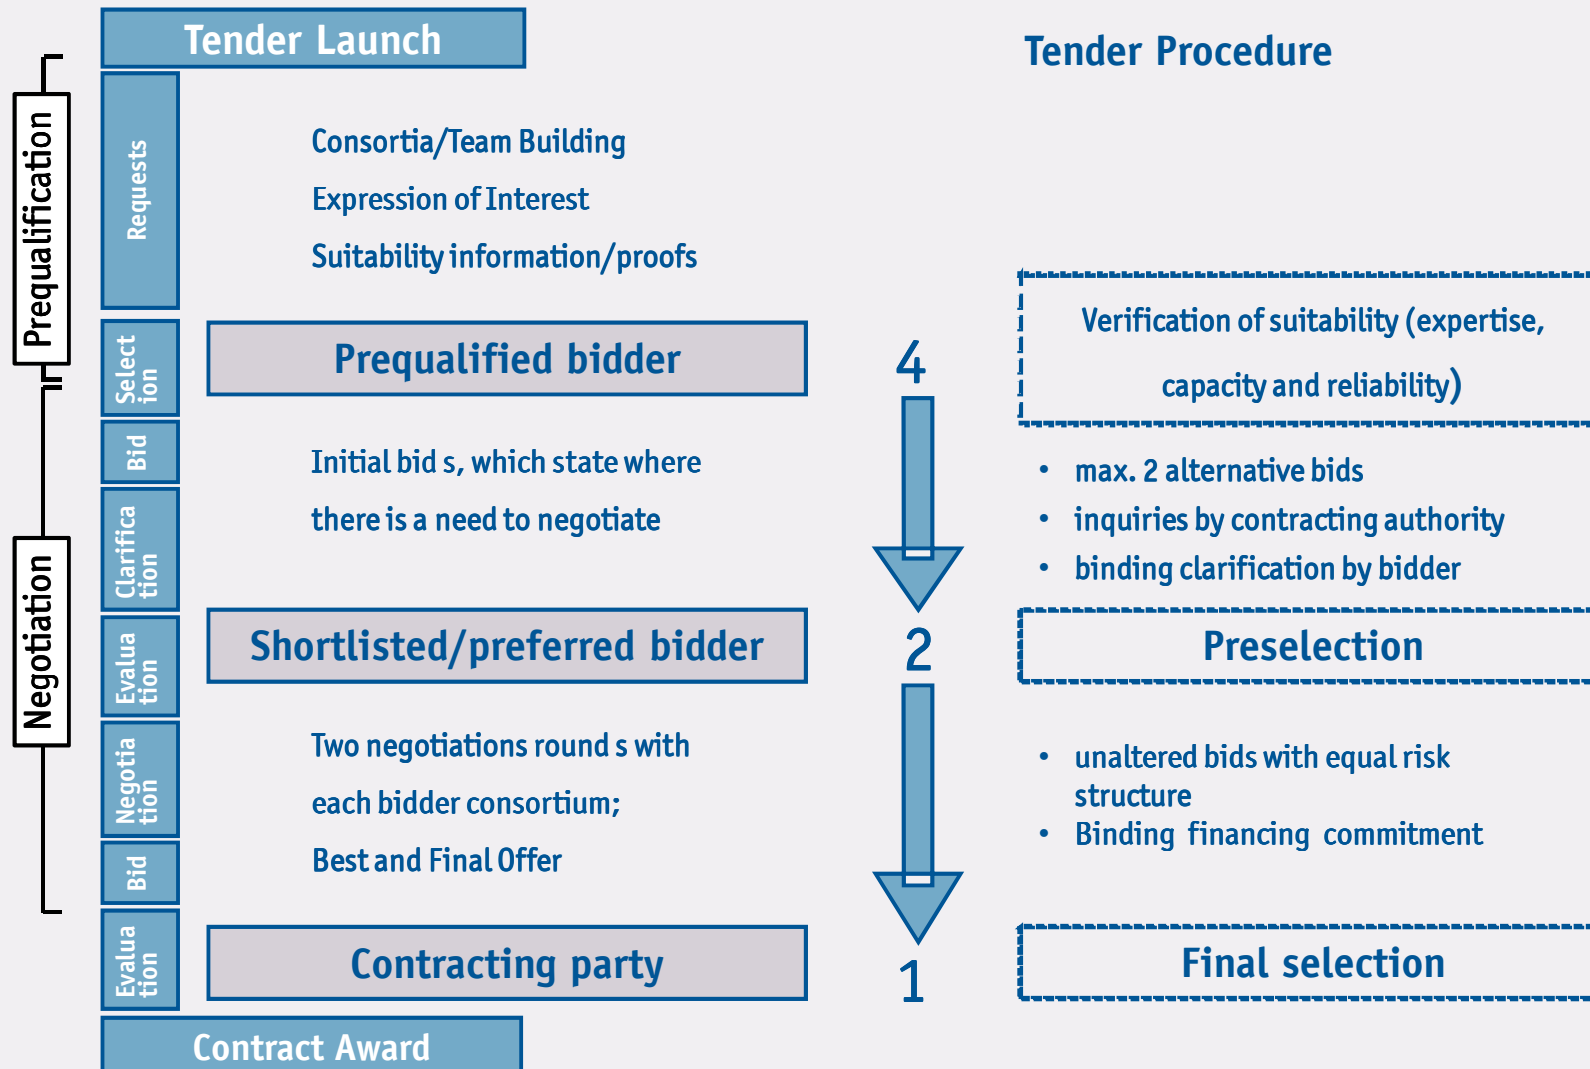 Tender Launch
Tender Procedure
Prequalification
Requests
Consortia/Team Building
Expression of Interest
Suitability information/proofs
Select
ion
Prequalified bidder
4
Verification of suitability (expertise,
capacity and reliability)
Negotiation
Bid
Initial bid s, which state where
there is a need to negotiate
Clarifica
tion
• max. 2 alternative bids
• inquiries by contracting authority
• binding clarification by bidder
Evalua
tion
Shortlisted/preferred bidder
2
Preselection
Negotia
tion
Two negotiations round s with
each bidder consortium;
Best and Final Offer
• unaltered bids with equal risk
structure
• Binding financing commitment
Bid
Evalua
tion
Contracting party
1
Final selection
Contract Award